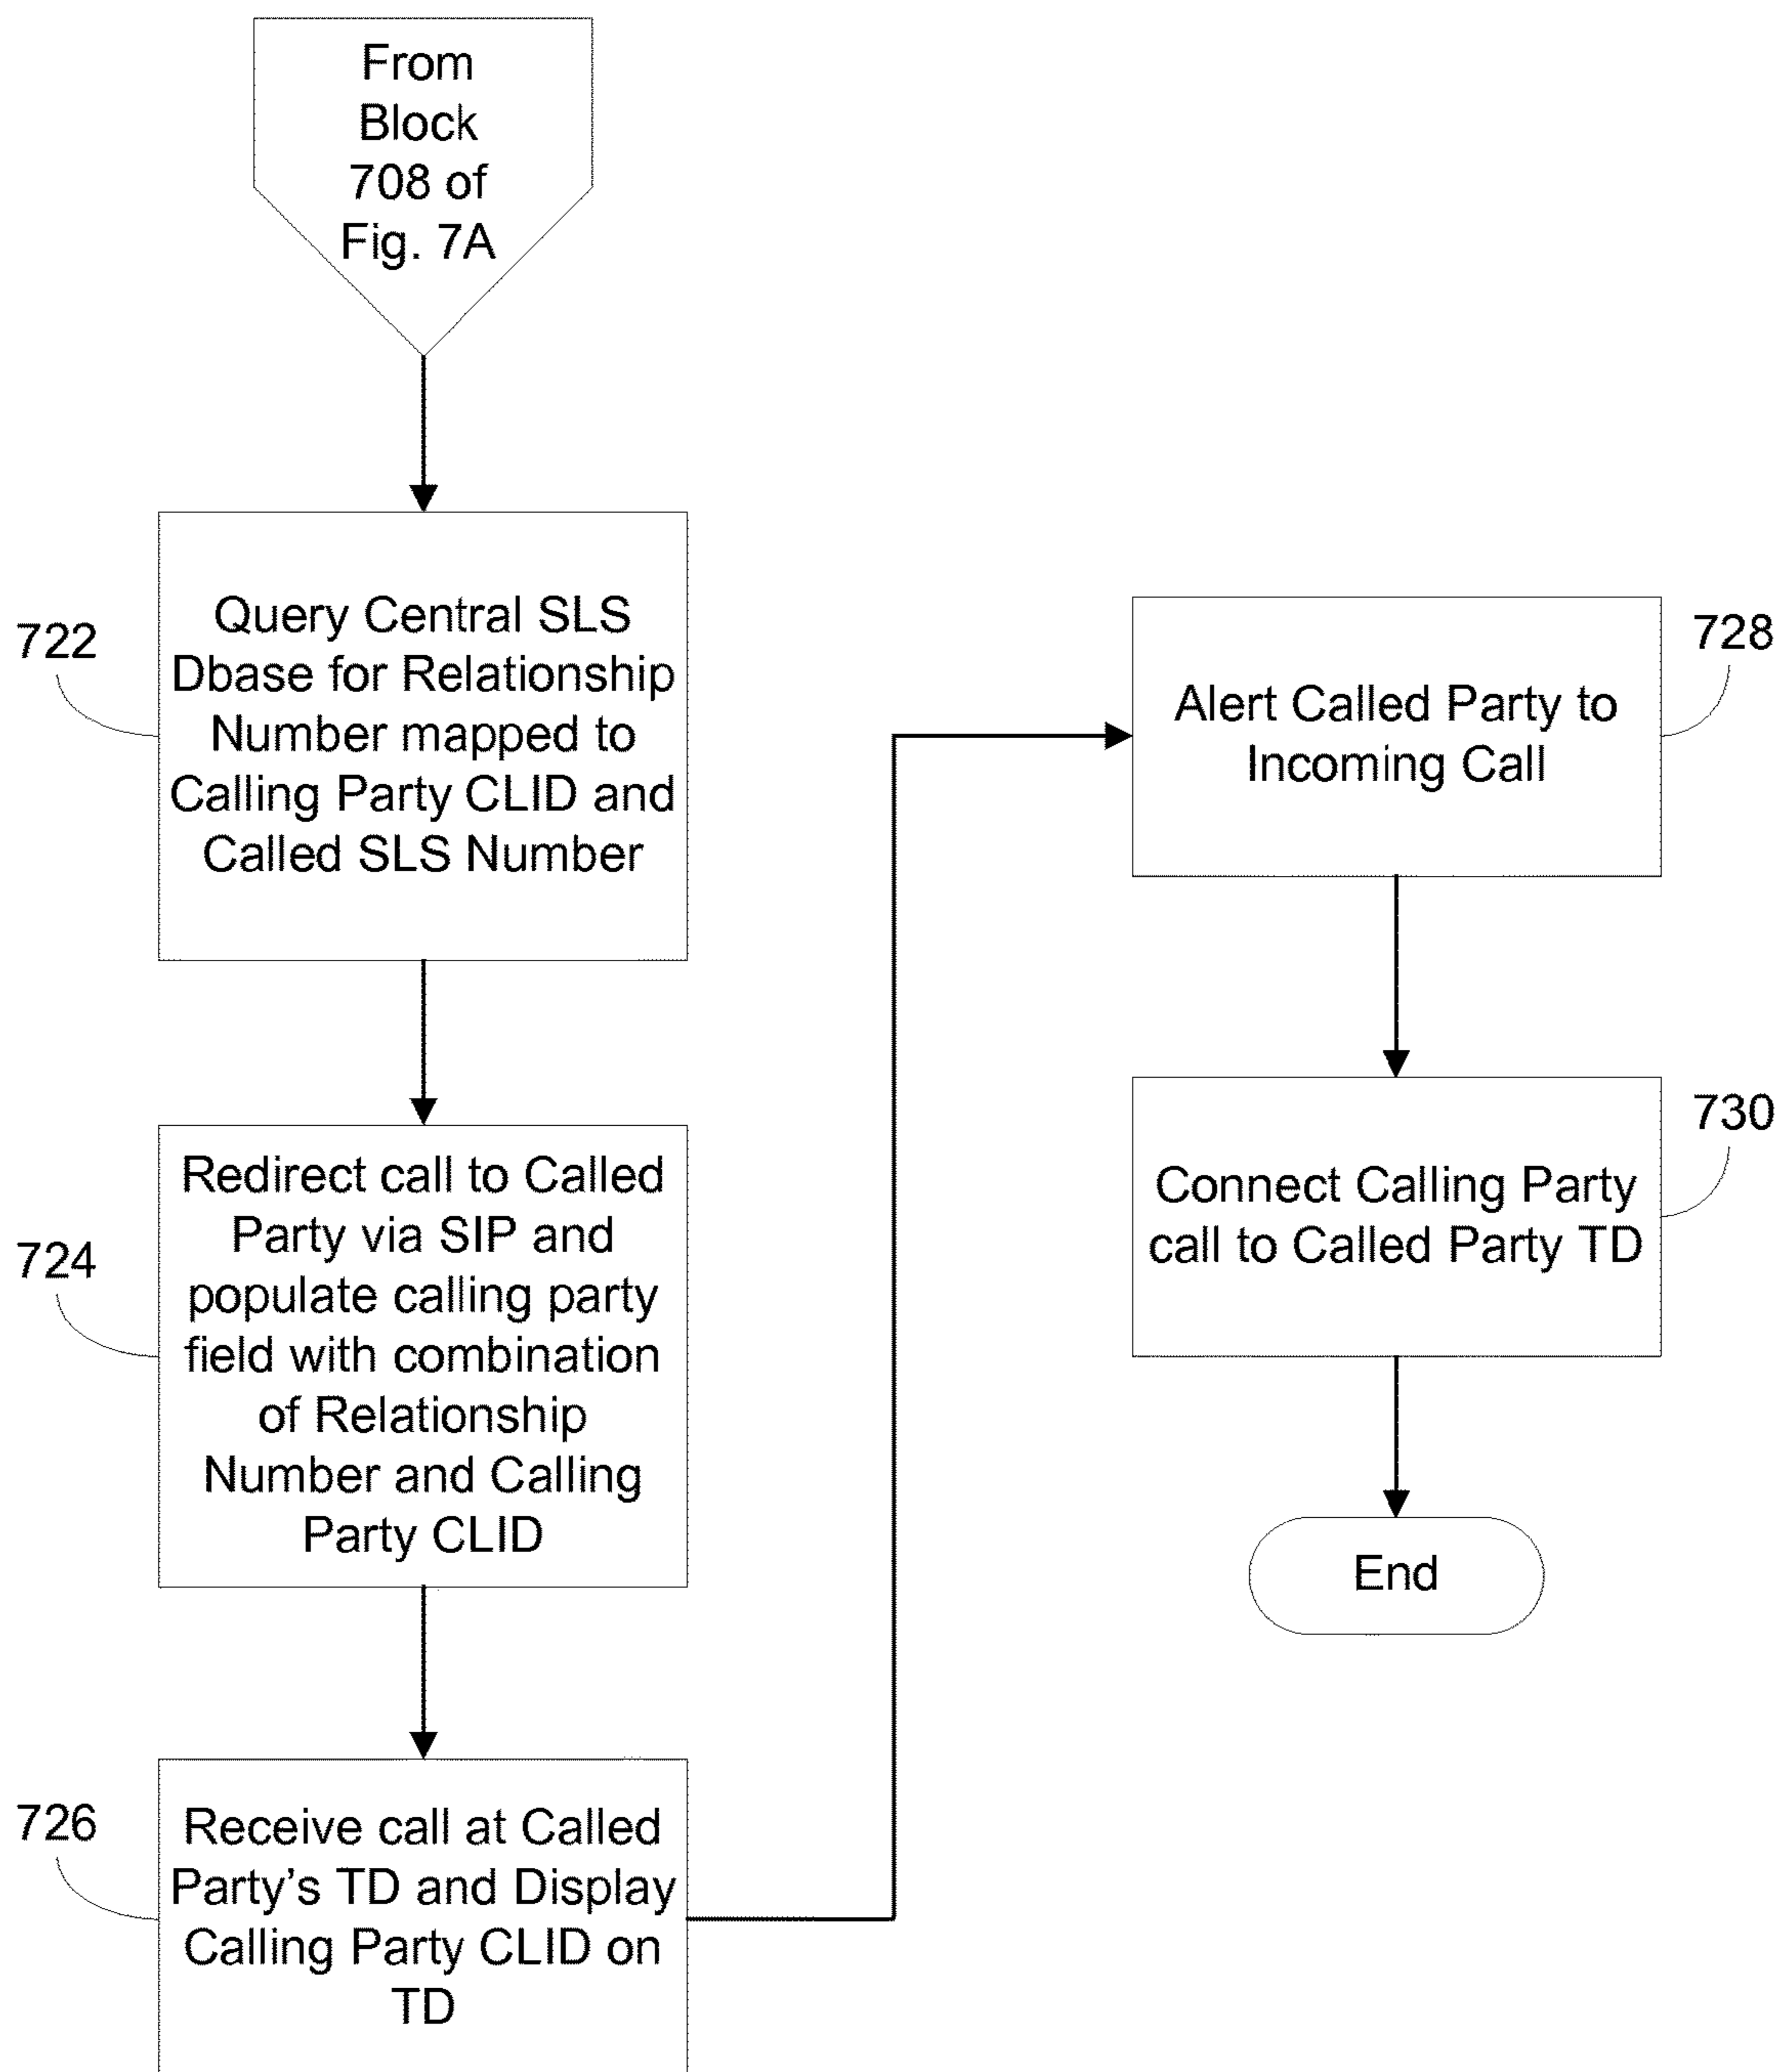 From
Block
708 of
Fig. 7A
722
Query Central SLS
Dbase for Relationship
Number mapped to
Calling Party CLID and
Called SLS Number
724
Redirect call to Called
Party via SIP and
populate calling party
field with combination
of Relationship
Number and Calling
Party CLID
726
Receive call at Called
Party's TD and Display
Calling Party CLID on
TD
728
Alert Called Party to
Incoming Call
730
Connect Calling Party
call to Called Party TD
End